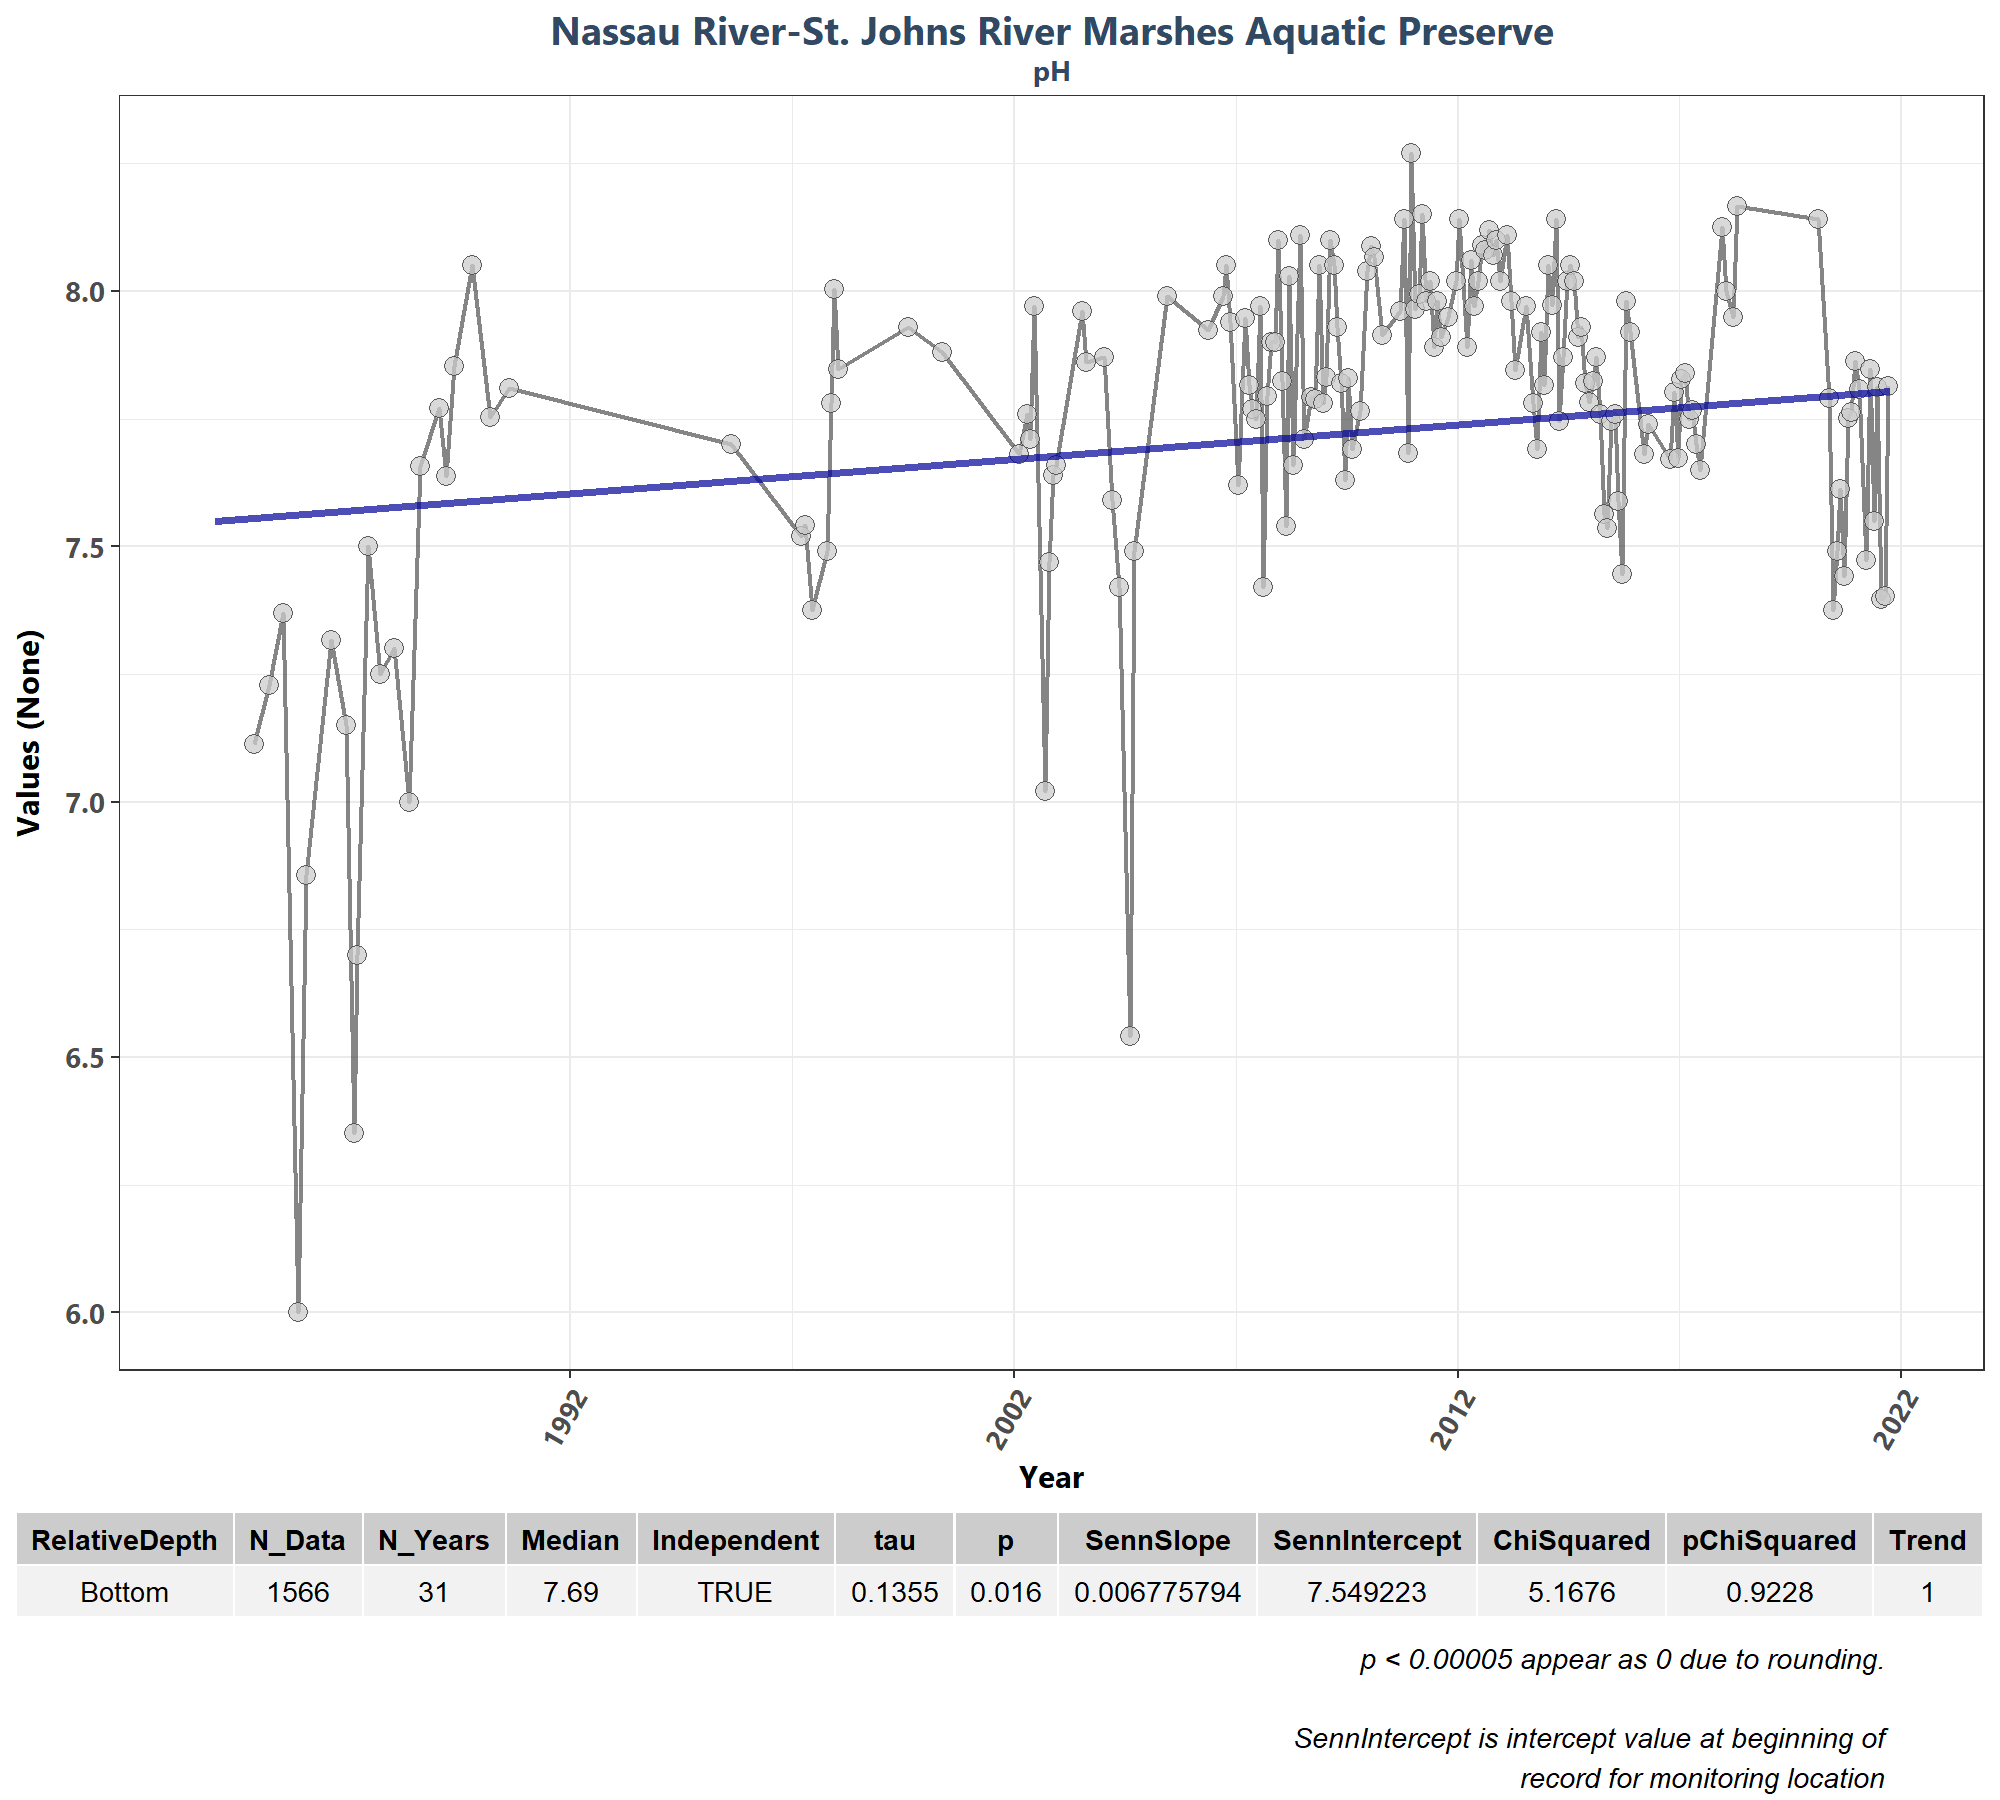 Nassau River-St. Johns River Marshes Aquatic Preserve
pH
Values (None)
8.0
7.5
7.0
6.5
6.0
1992 2002 2012 2022
Year
RelativeDepth N_Data N_Years Median Independent tau p SennSlope SennIntercept ChiSquared pChiSquared Trend
Bottom 1566 31 7.69 TRUE 0.1355 0.016 0.006775794 7.549223 5.1676 0.9228 1
p < 0.00005 appear as 0 due to rounding.
SennIntercept is intercept value at beginning of
record for monitoring location